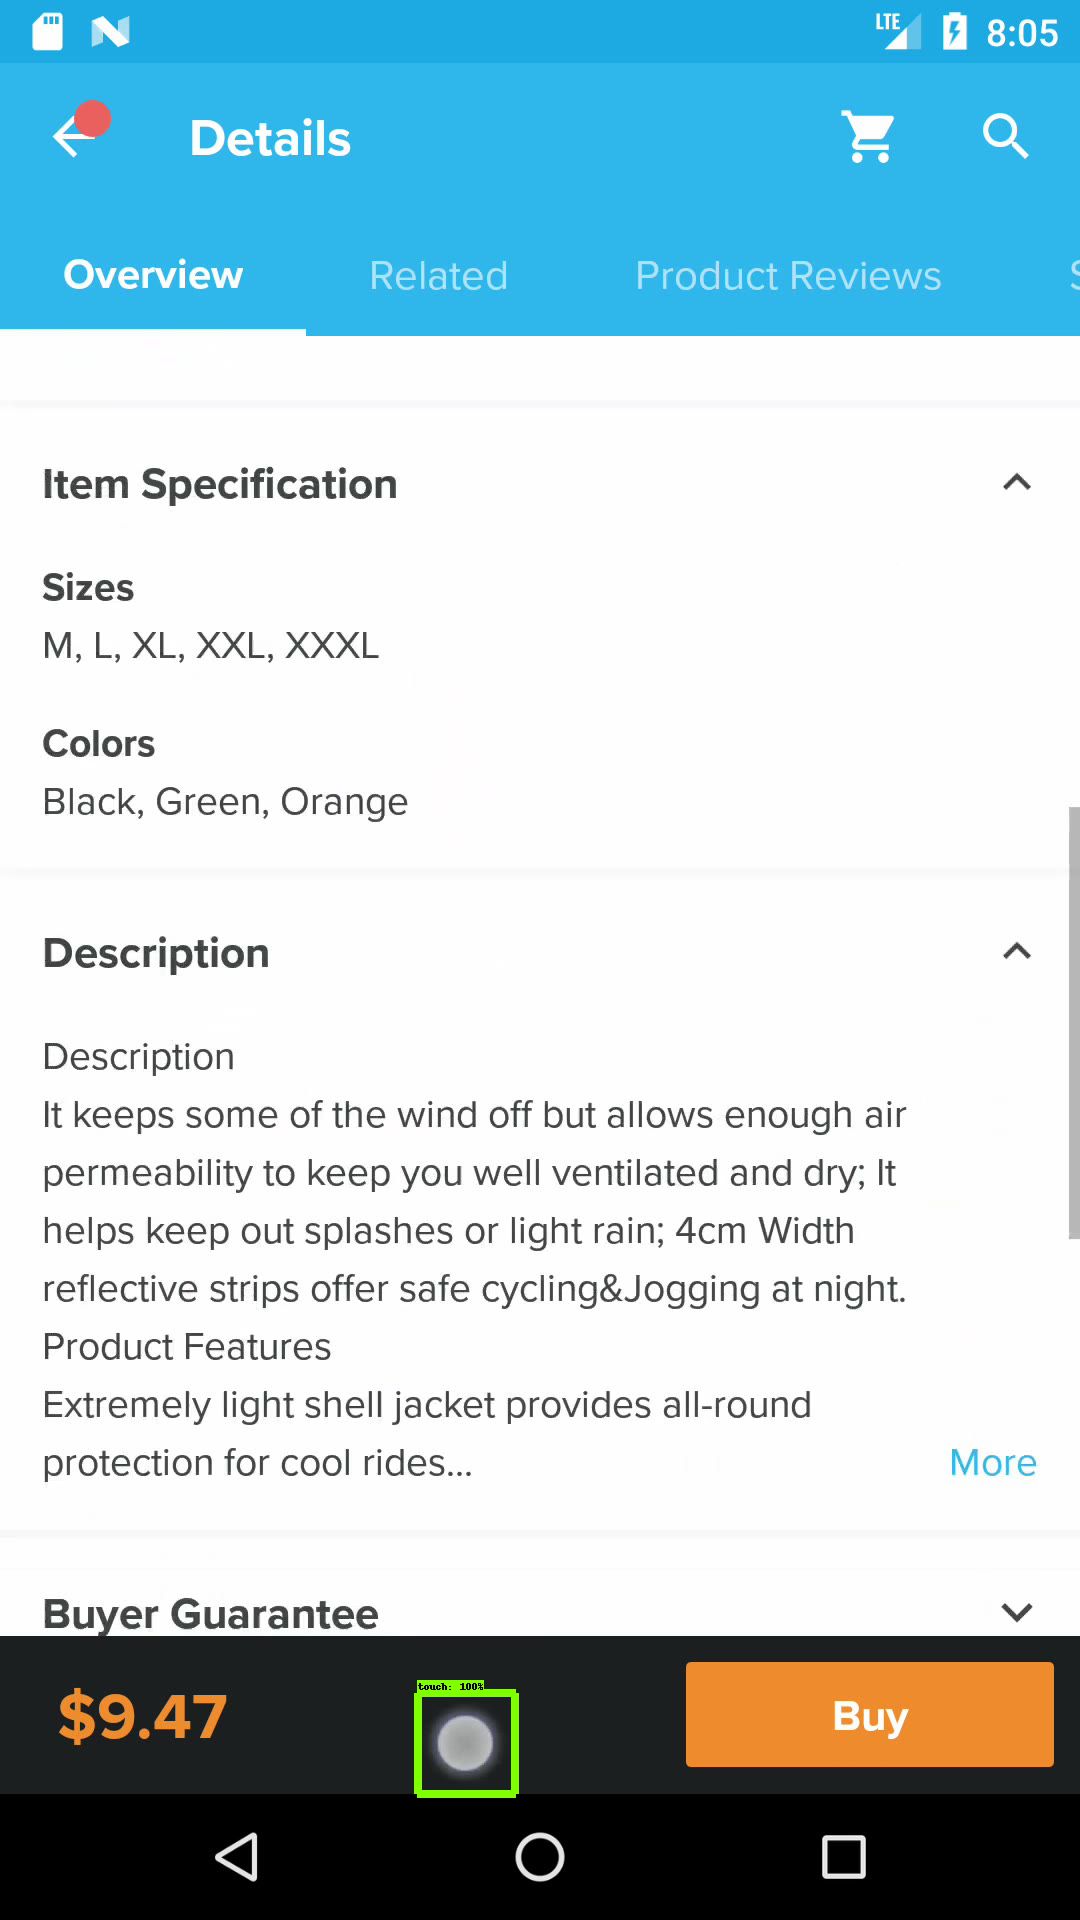 LTE 8:05
Details
Overview Related Product Reviews S
Item Specification
Sizes
M, L, XL, XXL, XXXL
Colors
Black, Green, Orange
Description
Description
It keeps some of the wind off but allows enough air
permeability to keep you well ventilated and dry; It
helps keep out splashes or light rain; 4cm Width
reflective strips offer safe cycling&Jogging at night.
Product Features
Extremely light shell jacket provides all-round
protection for cool rides... More
Buyer Guarantee
touch: 100%
$9.47 Buy